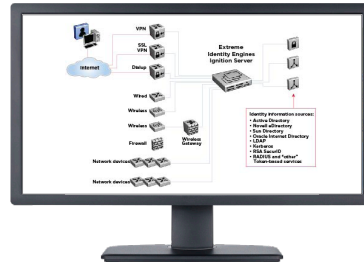 VPN
SSL
VPN
Dialup
Internet
Wired
Wireless
Wireless
Wireless
Gateway
Firewall
Network devices
Network devices
Extreme
Identity Engines
Ignition Server
Identity information sources:
• Active Directory
• Novell eDirectory
• Sun Directory
• Oracle Internet Directory
• LDAP
• Kerberos
• RSA SecurID
• RADIUS and "other"
Token-based services